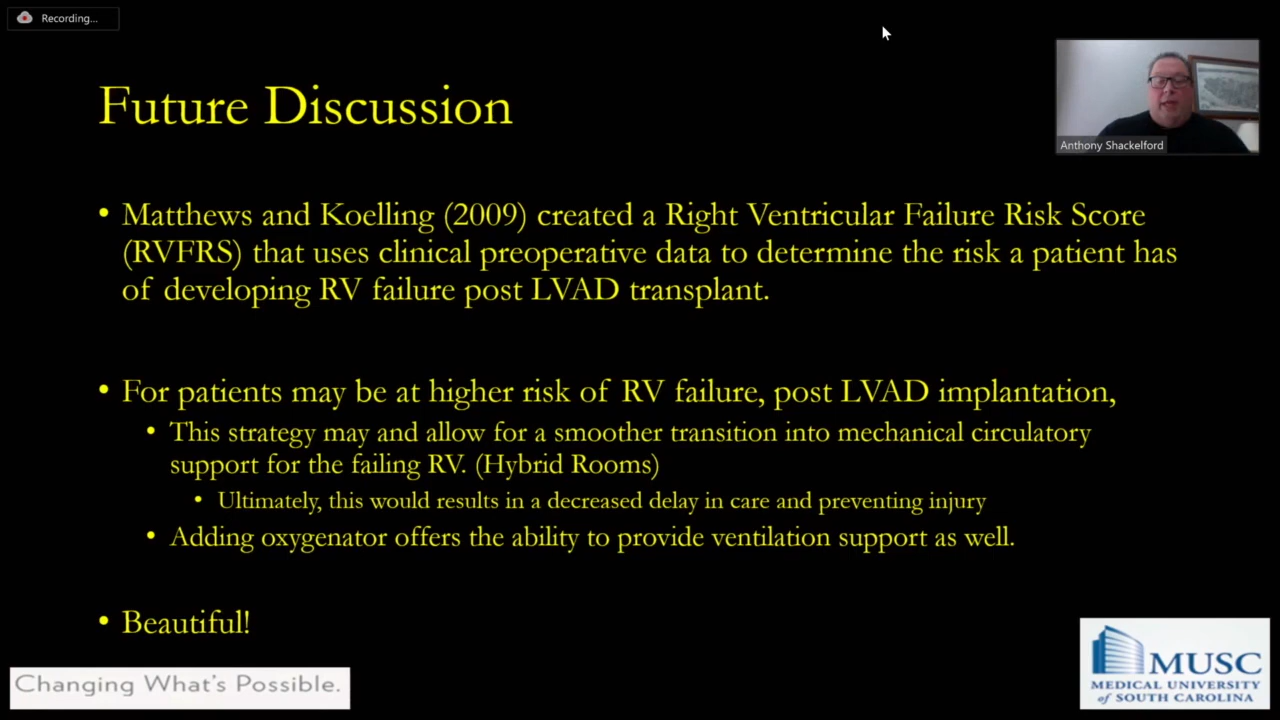 Recording...
Future Discussion
Anthony Shackelford
• Matthews and Koelling (2009) created a Right Ventricular Failure Risk Score
(RVFRS) that uses clinical preoperative data to determine the risk a patient has
of developing RV failure post LVAD transplant.
• For patients may be at higher risk of RV failure, post LVAD implantation,
• This strategy may and allow for a smoother transition into mechanical circulatory
support for the failing RV. (Hybrid Rooms)
• Ultimately, this would results in a decreased delay in care and preventing injury
• Adding oxygenator offers the ability to provide ventilation support as well.
• Beautiful!
Changing What's Possible.
MUSC
MEDICAL UNIVERSITY
of SOUTH CAROLINA